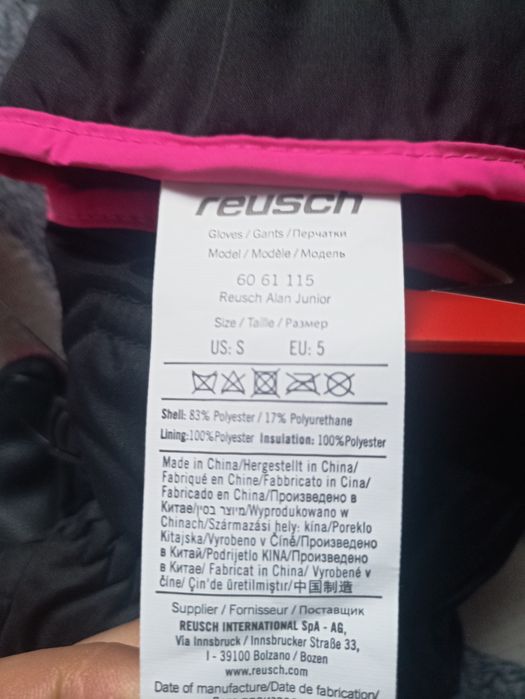 reusch
Gloves / Gants / Перчатки
Model / Modèle / Модель
60 61 115
Reusch Alan Junior
Size / Taille / Размер
US: S EU: 5
Shell: 83% Polyester / 17% Polyurethane
Lining:100%Polyester Insulation: 100%Polyester
Made in China/Hergestellt in China/
Fabriqué en Chine/Fabbricato in Cina/
Fabricado en China/Произведено в
Китае/מיוצר בסין/Wyprodukowano w
Chinach/Származási hely: kína/Poreklo
Kitajska/Vyrobeno v Číně/Произведено
в Китай/Podrijetlo KINA/Произведено
в Китае/ Fabricat in China/ Vyrobené v
číne/ Çin'de üretilmiştir/中国制造
Supplier / Fornisseur / Поставщик
REUSCH INTERNATIONAL SpA - AG,
Via Innsbruck / Innsbrucker Straße 33,
I - 39100 Bolzano / Bozen
www.reusch.com
Date of manufacture/Date de fabrication/